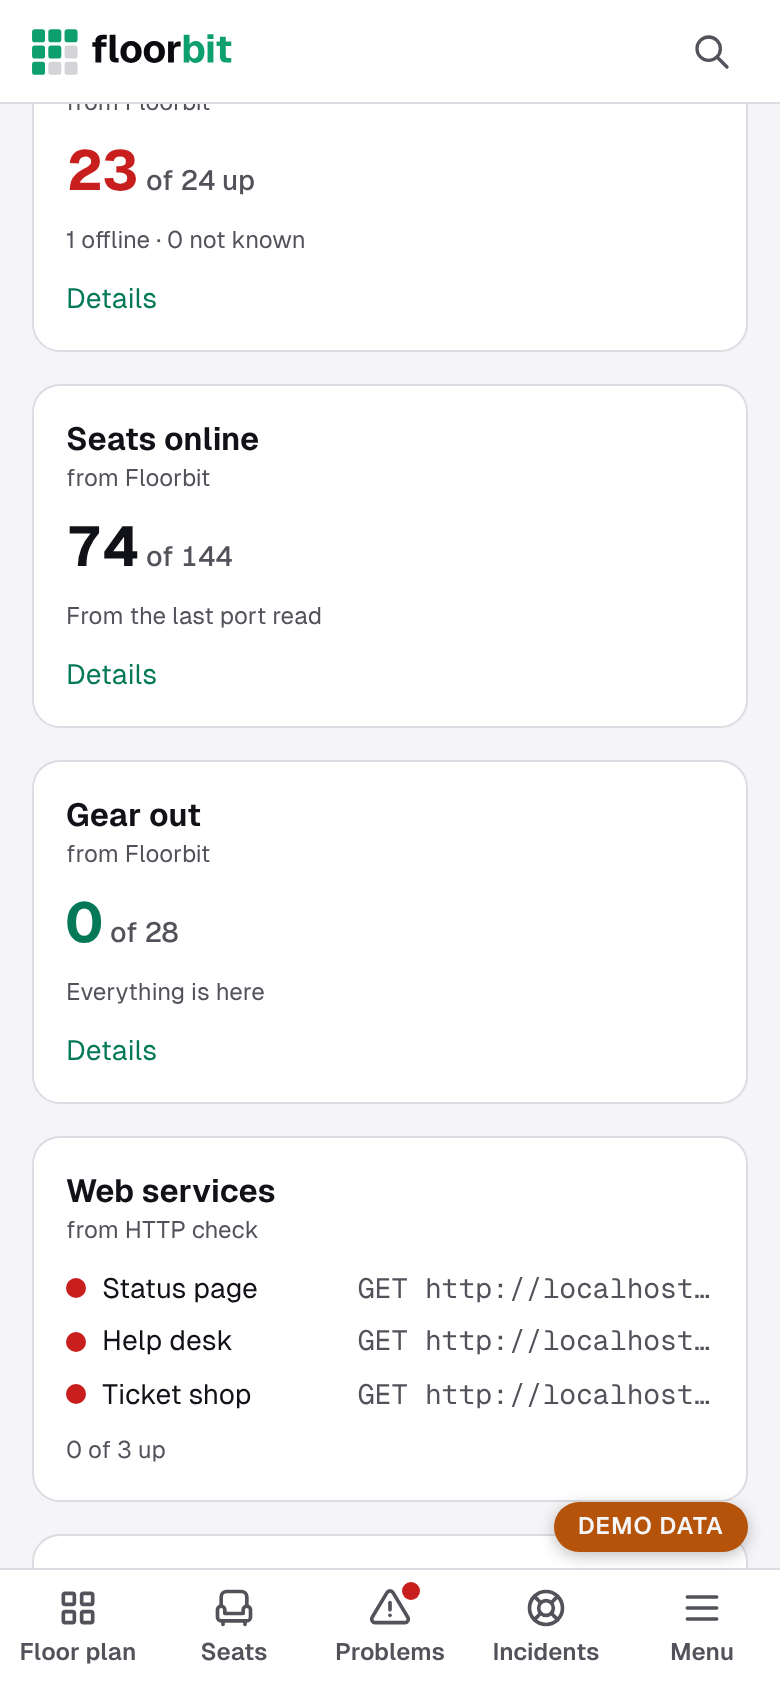 floorbit
from Floorbit
23 of 24 up
1 offline · 0 not known
Details
Seats online
from Floorbit
74 of 144
From the last port read
Details
Gear out
from Floorbit
0 of 28
Everything is here
Details
Web services
from HTTP check
Status page GET http://localhost…
Help desk GET http://localhost…
Ticket shop GET http://localhost…
0 of 3 up
DEMO DATA
Floor plan Seats Problems Incidents Menu